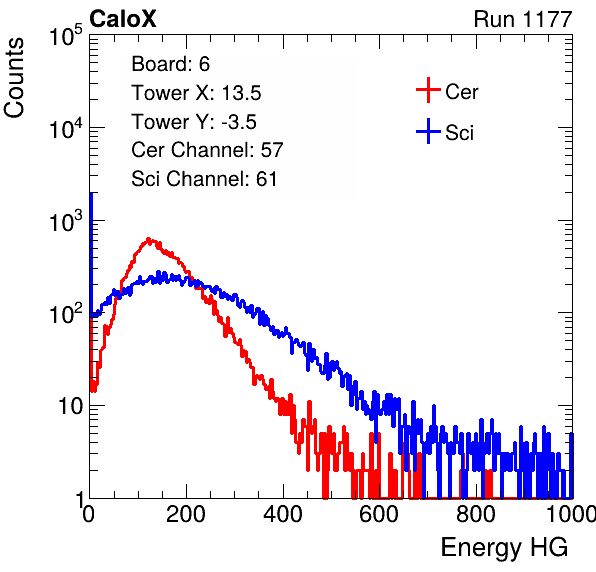 CaloX Run 1177
Counts
10^5
10^4
10^3
10^2
10
1
Board: 6
Tower X: 13.5
Tower Y: -3.5
Cer Channel: 57
Sci Channel: 61
Cer
Sci
0 200 400 600 800 1000
Energy HG